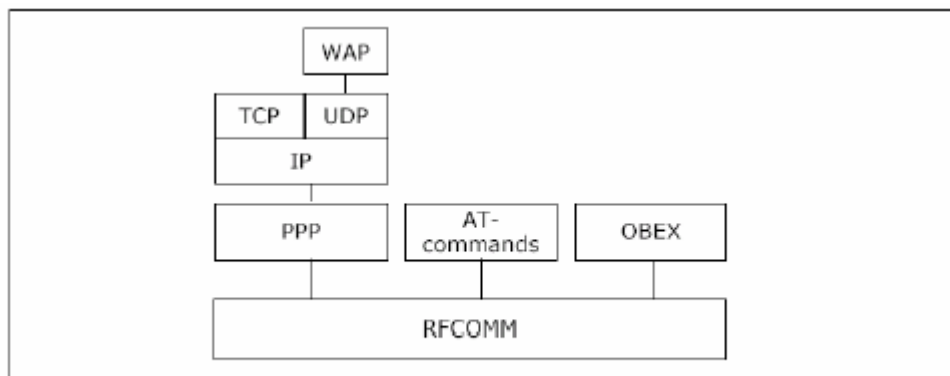 WAP
TCP UDP
IP
PPP
AT-
commands
OBEX
RFCOMM